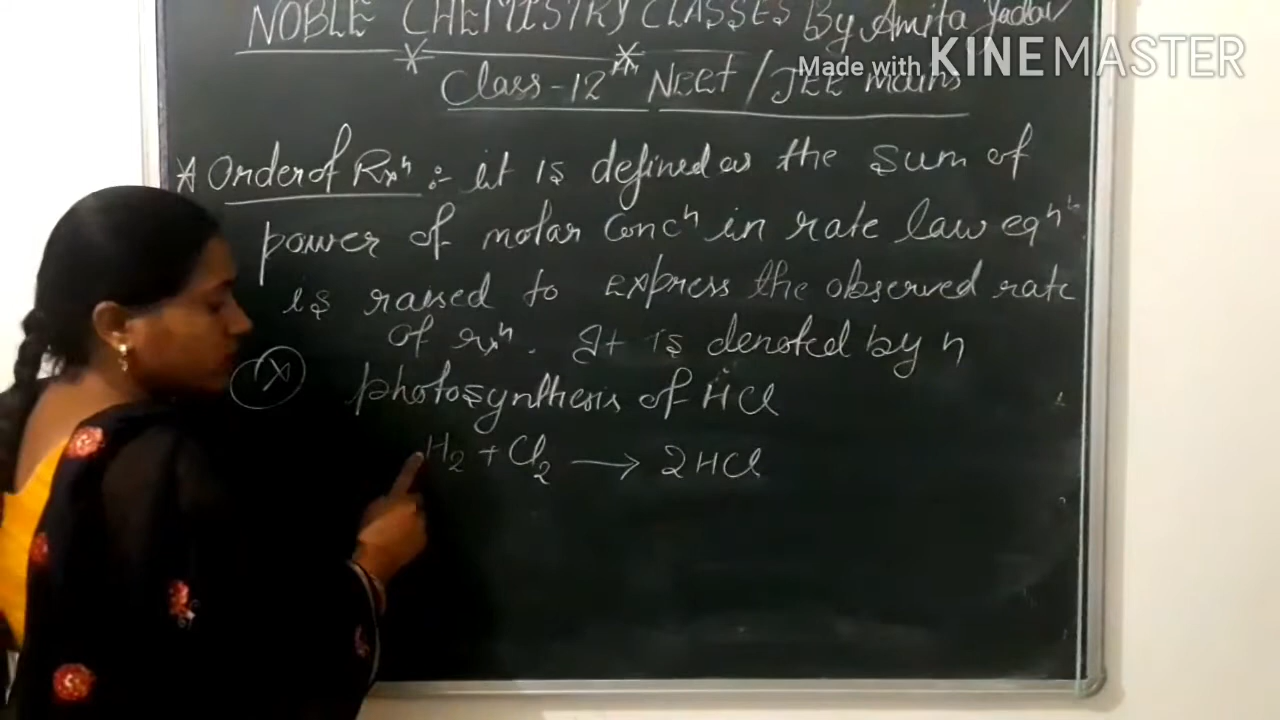 NOBLE CHEMISTRY CLASSES By Amita Yadav
Made with KINEMASTER
Class-12th NEET / JEE mains
* Order of Rxⁿ :- it is defined as the sum of
power of molar Concⁿ in rate law eqⁿ
is raised to express the observed rate
of rxⁿ. It is denoted by n
photosynthesis of HCl
H₂ + Cl₂ → 2HCl